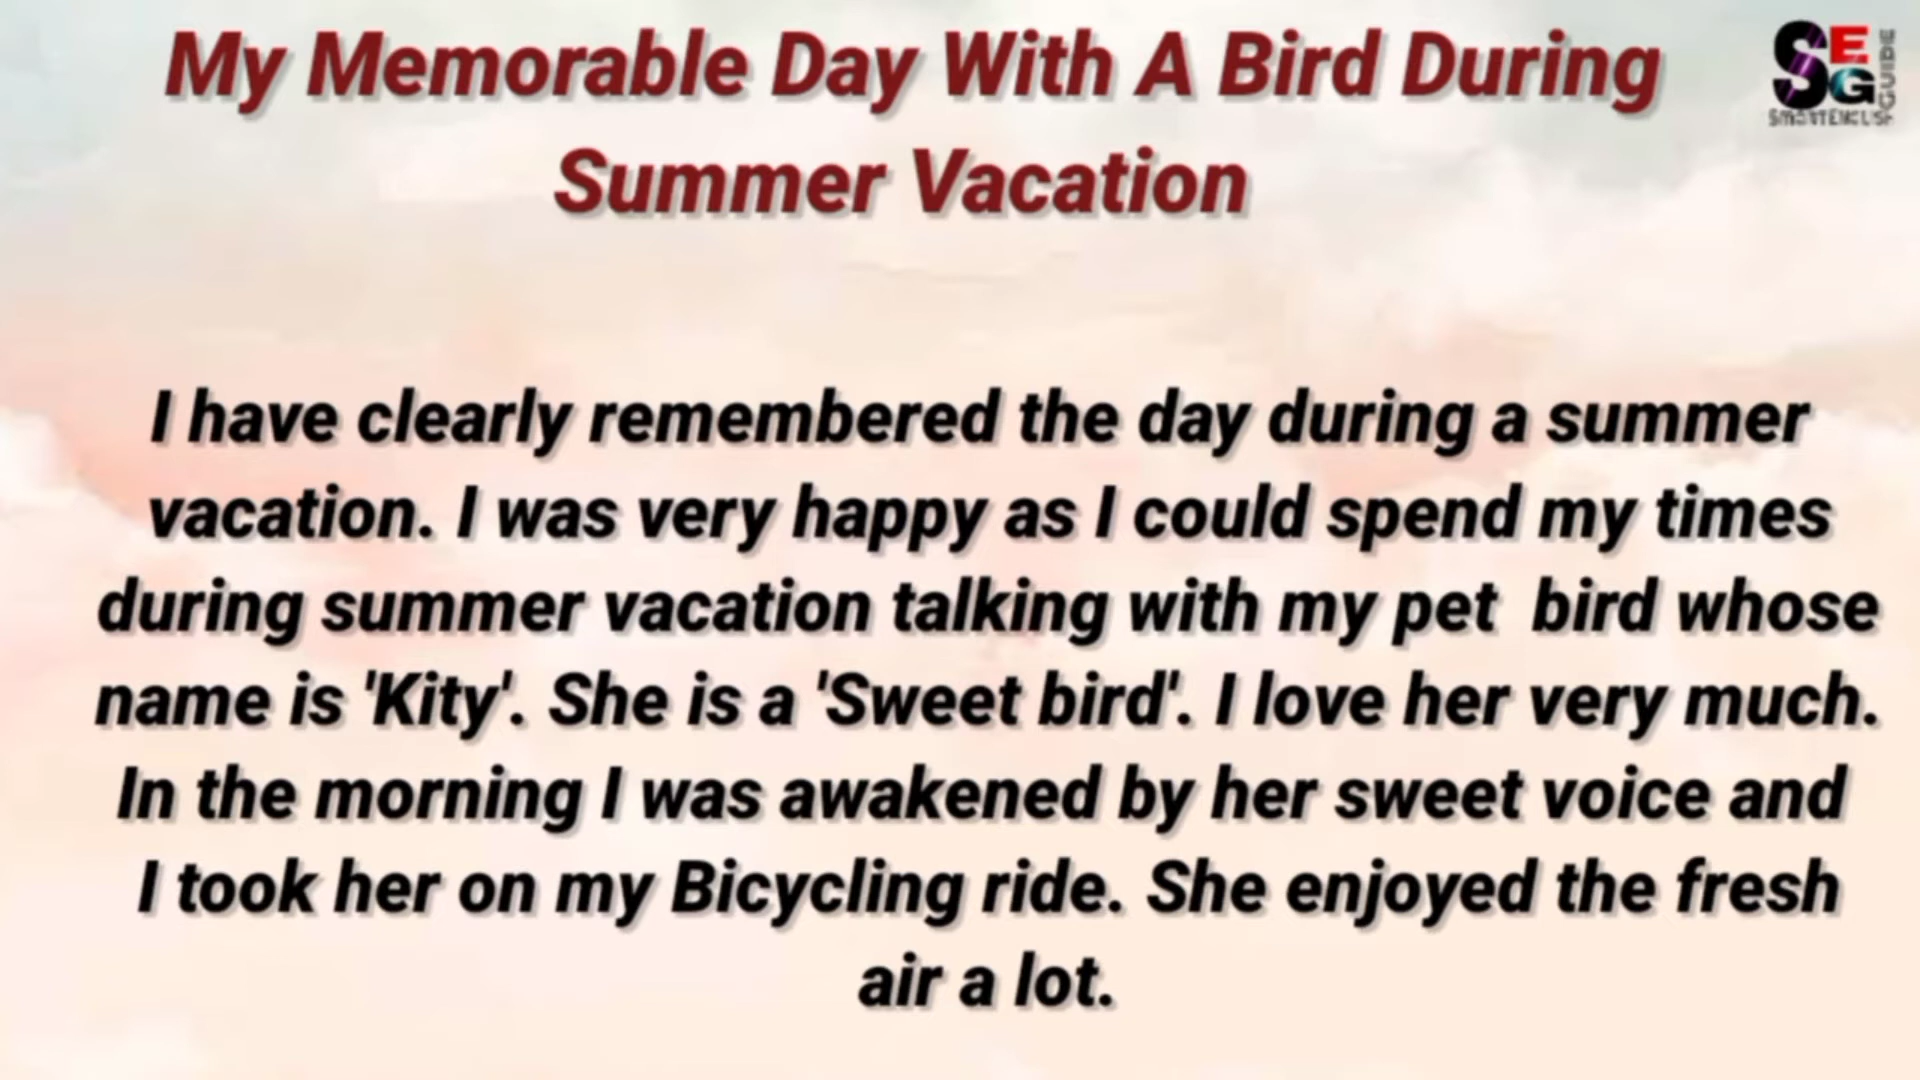 My Memorable Day With A Bird During
Summer Vacation
SEG
GUIDE
I have clearly remembered the day during a summer
vacation. I was very happy as I could spend my times
during summer vacation talking with my pet bird whose
name is 'Kity'. She is a 'Sweet bird'. I love her very much.
In the morning I was awakened by her sweet voice and
I took her on my Bicycling ride. She enjoyed the fresh
air a lot.